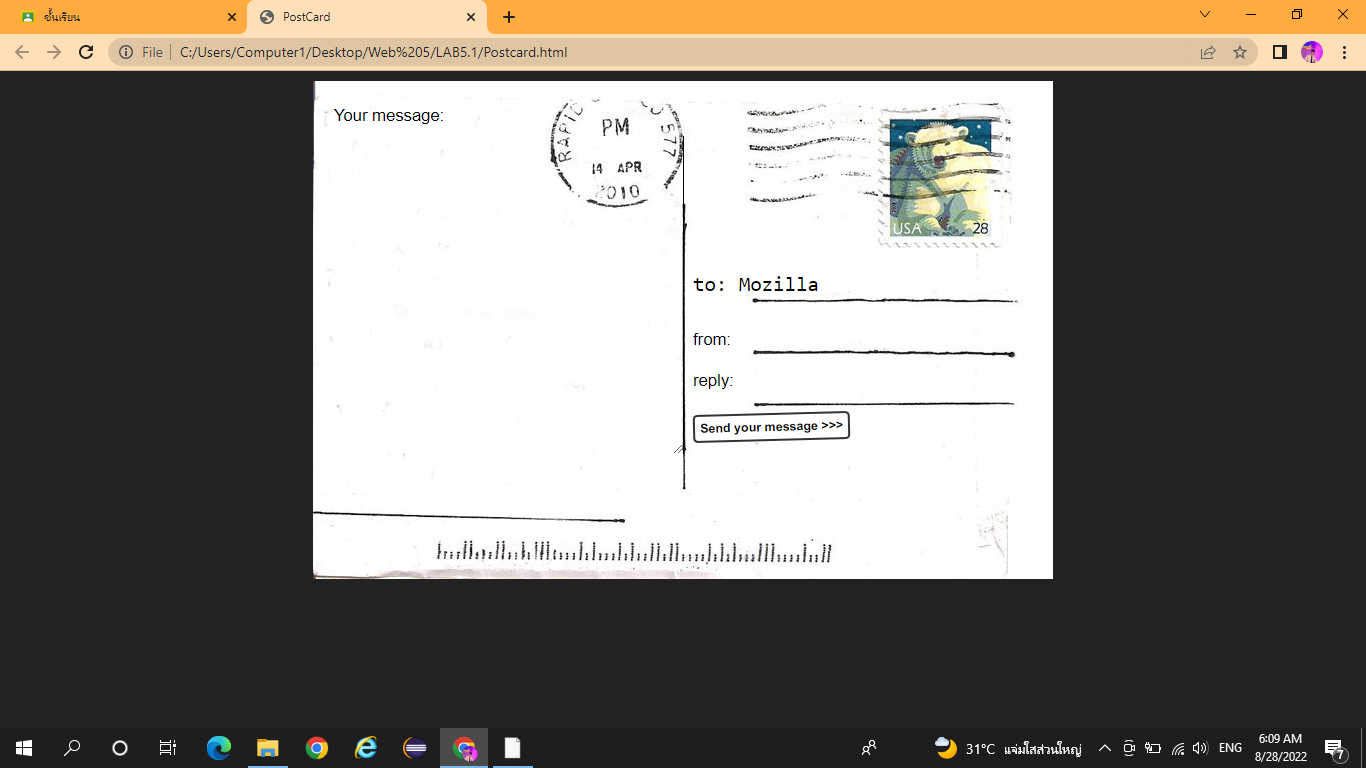 ชั้นเรียน
PostCard
File
C:/Users/Computer1/Desktop/Web%205/LAB5.1/Postcard.html
Your message:
RAPID
577
PM
14 APR
2010
USA
28
to: Mozilla
from:
reply:
Send your message >>>
31°C แจ่มใสส่วนใหญ่
ENG
6:09 AM
8/28/2022
7